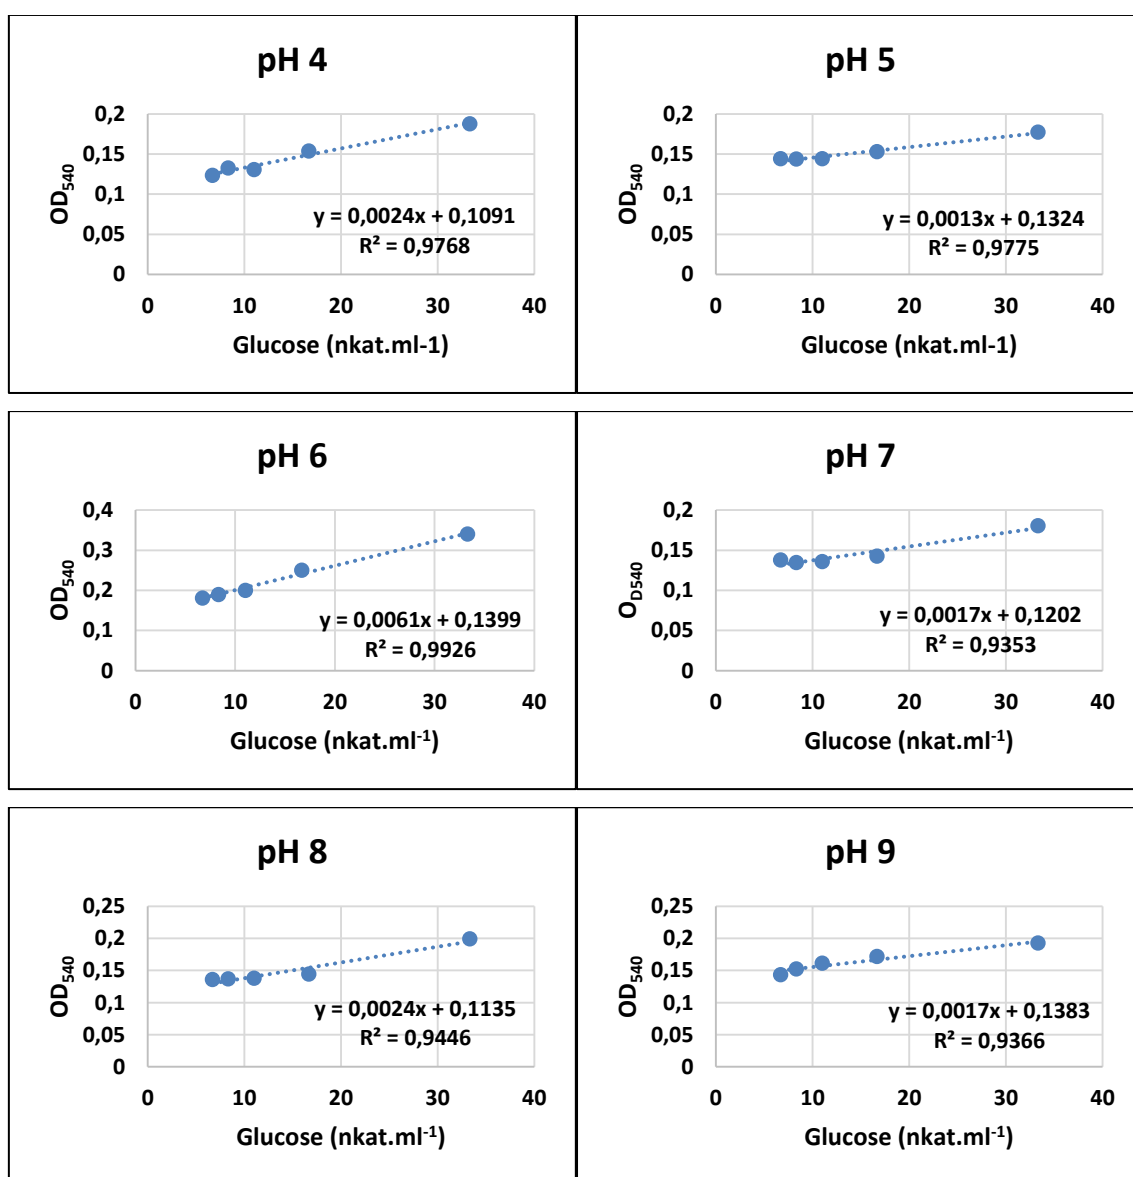 pH 4
0,2
0,15
0,1
0,05
0
OD540
y = 0,0024x + 0,1091
R² = 0,9768
0 10 20 30 40
Glucose (nkat.ml-1)
pH 5
0,2
0,15
0,1
0,05
0
OD540
y = 0,0013x + 0,1324
R² = 0,9775
0 10 20 30 40
Glucose (nkat.ml-1)
pH 6
0,4
0,3
0,2
0,1
0
OD540
y = 0,0061x + 0,1399
R² = 0,9926
0 10 20 30 40
Glucose (nkat.ml-1)
pH 7
0,2
0,15
0,1
0,05
0
OD540
y = 0,0017x + 0,1202
R² = 0,9353
0 10 20 30 40
Glucose (nkat.ml-1)
pH 8
0,25
0,2
0,15
0,1
0,05
0
OD540
y = 0,0024x + 0,1135
R² = 0,9446
0 10 20 30 40
Glucose (nkat.ml-1)
pH 9
0,25
0,2
0,15
0,1
0,05
0
OD540
y = 0,0017x + 0,1383
R² = 0,9366
0 10 20 30 40
Glucose (nkat.ml-1)